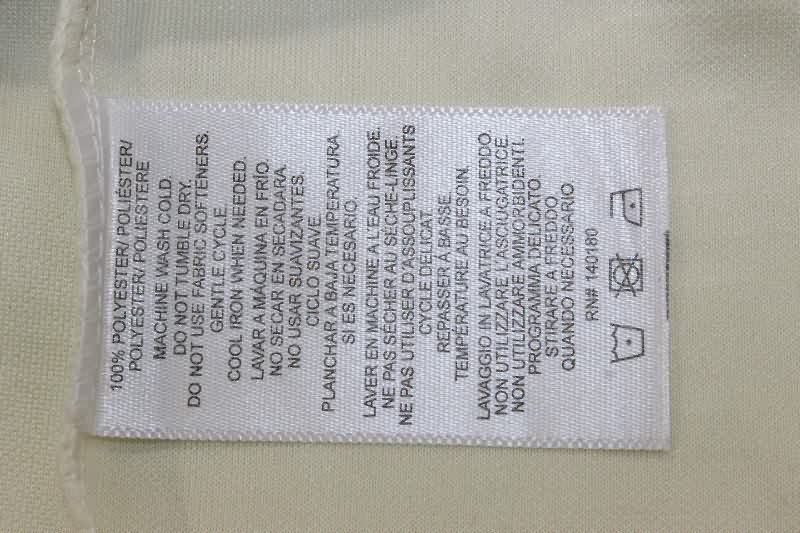 100% POLYESTER/ POLIÉSTER/
POLYESTER/ POLIESTERE
MACHINE WASH COLD.
DO NOT TUMBLE DRY.
DO NOT USE FABRIC SOFTENERS.
GENTLE CYCLE.
COOL IRON WHEN NEEDED.
LAVAR A MÁQUINA EN FRÍO.
NO SECAR EN SECADARA.
NO USAR SUAVIZANTES.
CICLO SUAVE.
PLANCHAR A BAJA TEMPERATURA
SI ES NECESARIO.
LAVER EN MACHINE A L'EAU FROIDE.
NE PAS SÉCHER AU SÈCHE-LINGE.
NE PAS UTILISER D'ASSOUPLISSANTS
CYCLE DÉLICAT.
REPASSER À BASSE
TEMPÉRATURE AU BESOIN.
LAVAGGIO IN LAVATRICE A FREDDO.
NON UTILIZZARE L'ASCIUGATRICE.
NON UTILIZZARE AMMORBIDENTI.
PROGRAMMA DELICATO
STIRARE A FREDDO
QUANDO NECESSARIO.
RN# 140180